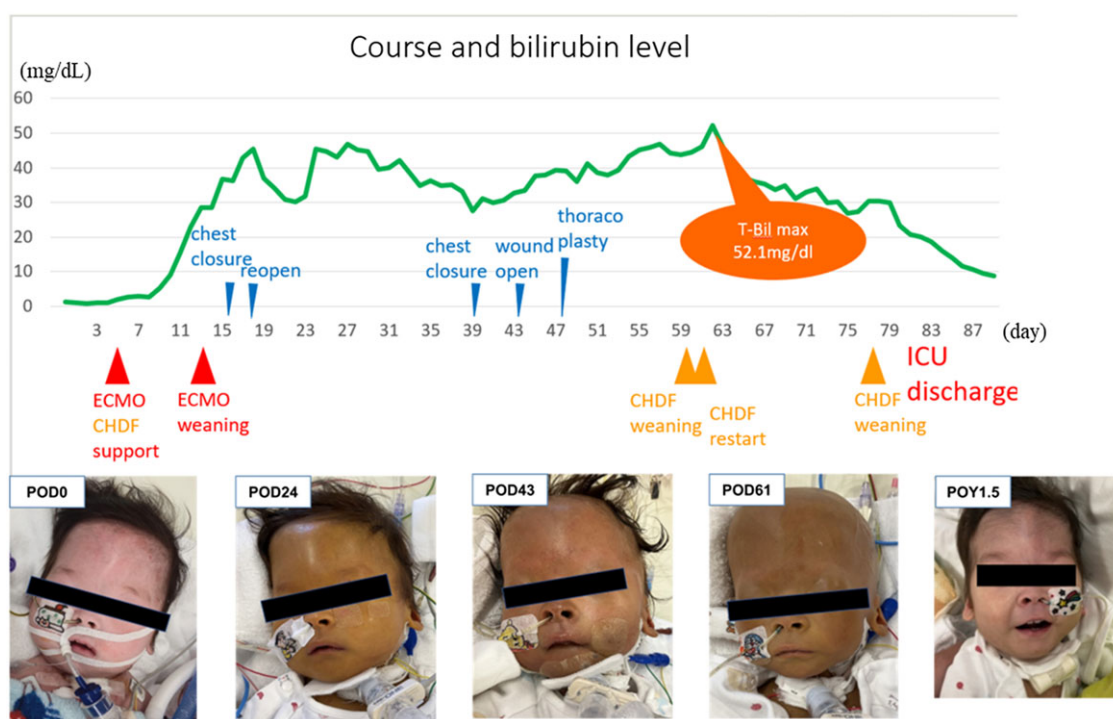 Course and bilirubin level
(mg/dL)
60
50
40
30
20
10
0
chest
closure
reopen
chest
closure
wound
open
thoraco
plasty
T-Bil max
52.1mg/dl
3 7 11 15 19 23 27 31 35 39 43 47 51 55 59 63 67 71 75 79 83 87 (day)
ECMO
CHDF
support
ECMO
weaning
CHDF
weaning
CHDF
restart
CHDF
weaning
ICU
discharge
POD0 POD24 POD43 POD61 POY1.5